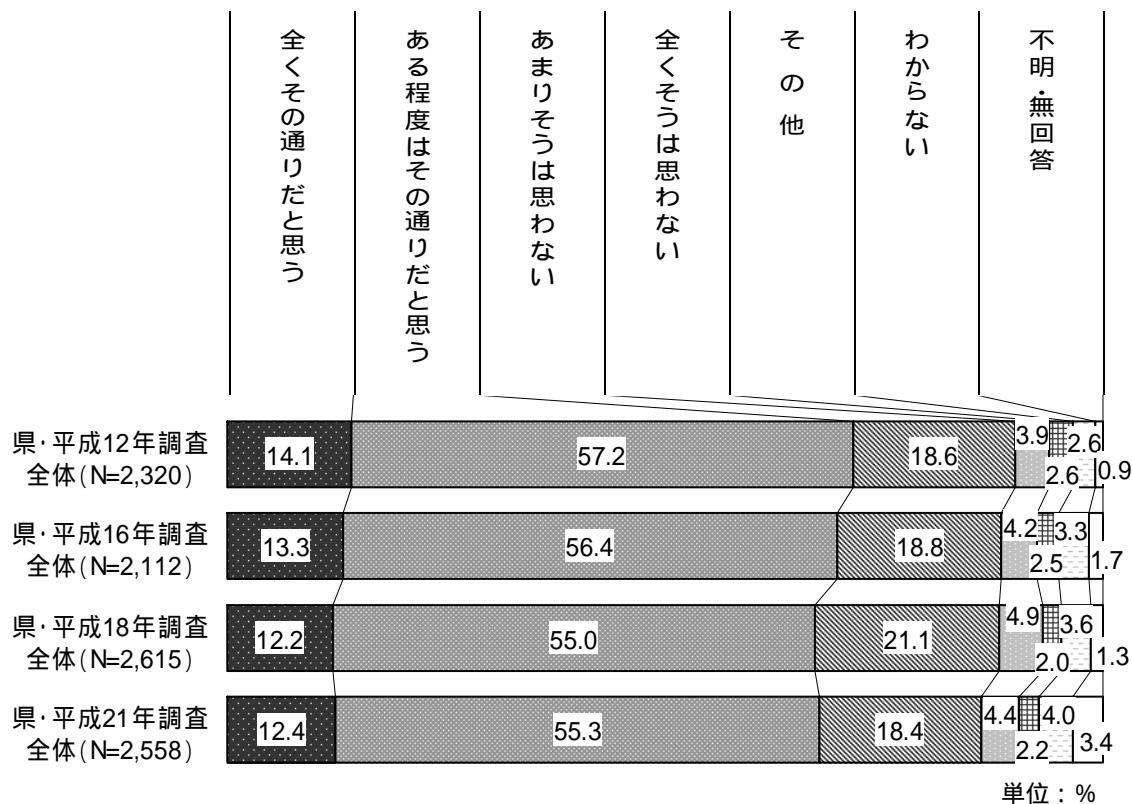 全くその通りだと思う
ある程度はその通りだと思う
あまりそうは思わない
全くそうは思わない
その他
わからない
不明・無回答
県・平成12年調査
全体(N=2,320)
14.1
57.2
18.6
3.9
2.6
2.6
0.9
県・平成16年調査
全体(N=2,112)
13.3
56.4
18.8
4.2
2.5
3.3
1.7
県・平成18年調査
全体(N=2,615)
12.2
55.0
21.1
4.9
2.0
3.6
1.3
県・平成21年調査
全体(N=2,558)
12.4
55.3
18.4
4.4
2.2
4.0
3.4
単位：%